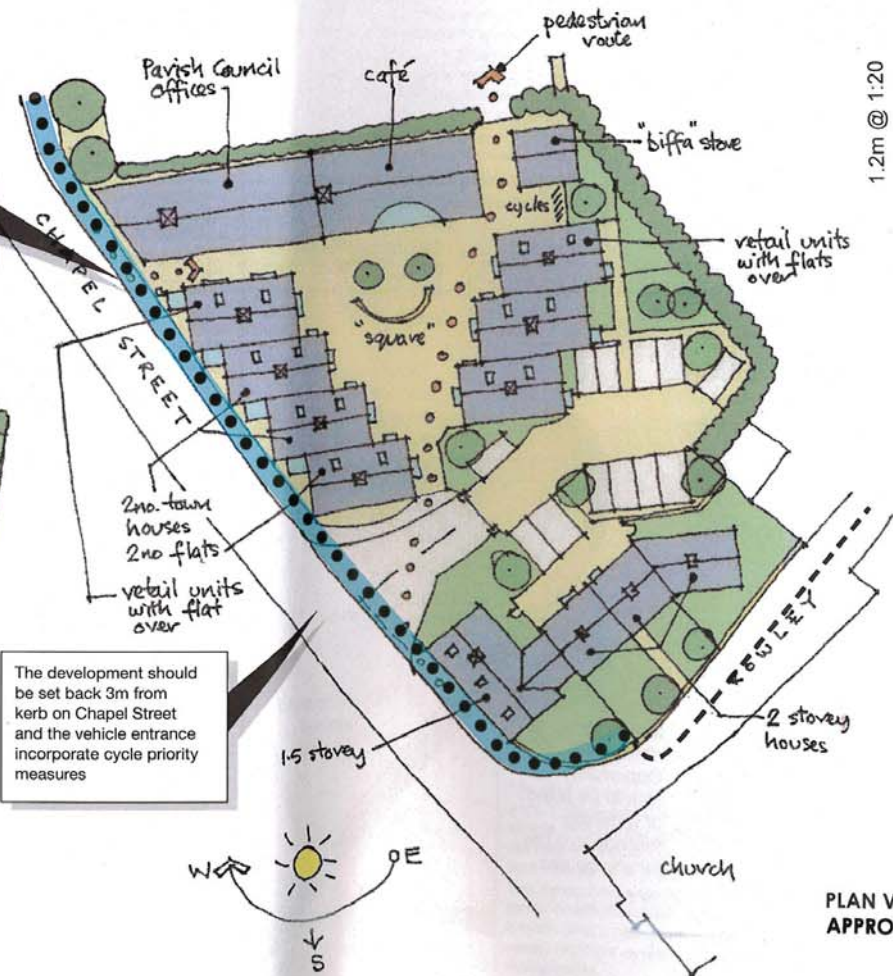 pedestrian
route
Parish Council
offices
café
1.2m @ 1:20
"biffa" store
cycles
retail units
with flats
over
CHAPEL STREET
"square"
2no. town
houses
2no flats
retail units
with flat
over
The development should
be set back 3m from
kerb on Chapel Street
and the vehicle entrance
incorporate cycle priority
measures
ROWLEY
1.5 storey
2 storey
houses
W
E
S
church
PLAN V
APPRO